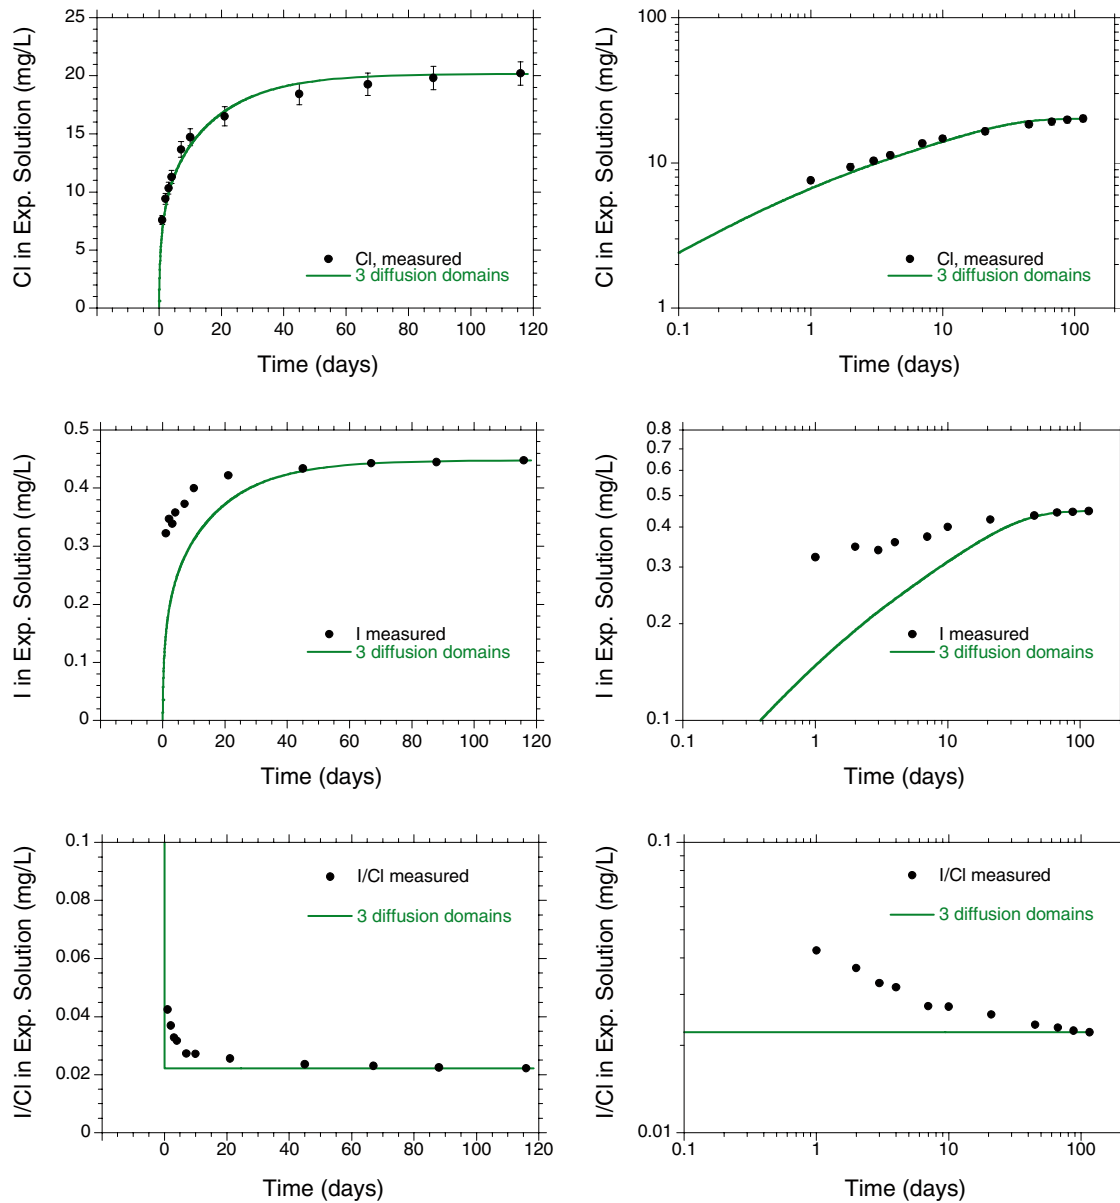 Cl in Exp. Solution (mg/L)
25
20
15
10
5
0
0 20 40 60 80 100 120
Time (days)
Cl, measured
3 diffusion domains
Cl in Exp. Solution (mg/L)
100
10
1
0.1 1 10 100
Time (days)
Cl, measured
3 diffusion domains
I in Exp. Solution (mg/L)
0.5
0.4
0.3
0.2
0.1
0
0 20 40 60 80 100 120
Time (days)
I measured
3 diffusion domains
I in Exp. Solution (mg/L)
0.8
0.7
0.6
0.5
0.4
0.3
0.2
0.1
0.1 1 10 100
Time (days)
I measured
3 diffusion domains
I/Cl in Exp. Solution (mg/L)
0.1
0.08
0.06
0.04
0.02
0
0 20 40 60 80 100 120
Time (days)
I/Cl measured
3 diffusion domains
I/Cl in Exp. Solution (mg/L)
0.1
0.01
0.1 1 10 100
Time (days)
I/Cl measured
3 diffusion domains